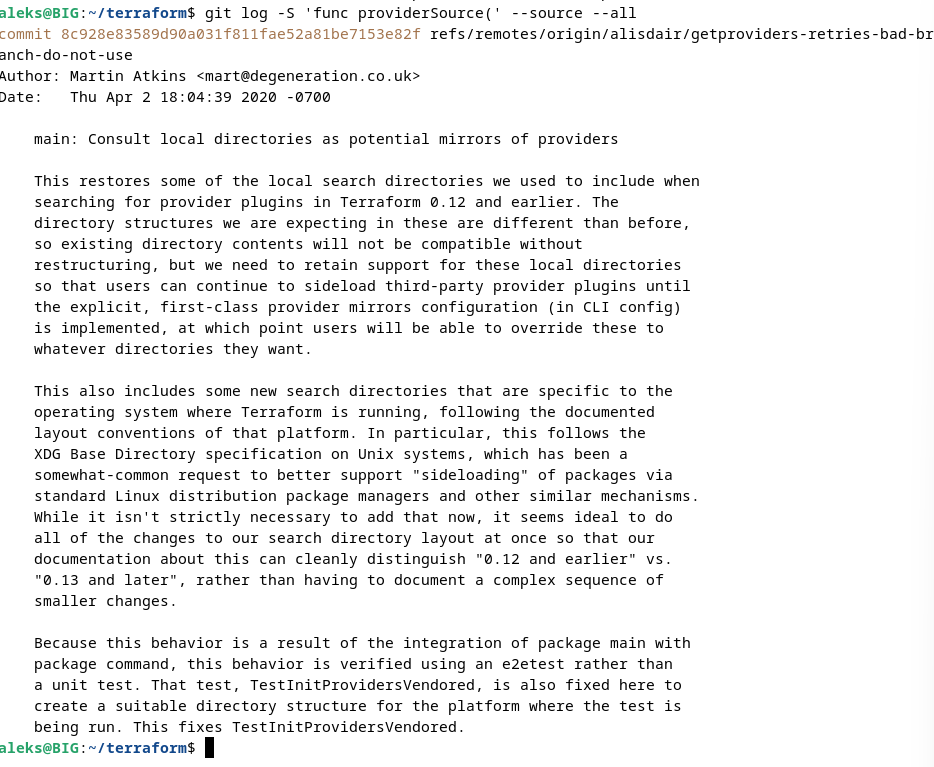 aleks@BIG:~/terraform$ git log -S 'func providerSource(' --source --all
commit 8c928e83589d90a031f811fae52a81be7153e82f refs/remotes/origin/alisdair/getproviders-retries-bad-br
anch-do-not-use
Author: Martin Atkins <mart@degeneration.co.uk>
Date:   Thu Apr 2 18:04:39 2020 -0700

    main: Consult local directories as potential mirrors of providers

    This restores some of the local search directories we used to include when
    searching for provider plugins in Terraform 0.12 and earlier. The
    directory structures we are expecting in these are different than before,
    so existing directory contents will not be compatible without
    restructuring, but we need to retain support for these local directories
    so that users can continue to sideload third-party provider plugins until
    the explicit, first-class provider mirrors configuration (in CLI config)
    is implemented, at which point users will be able to override these to
    whatever directories they want.

    This also includes some new search directories that are specific to the
    operating system where Terraform is running, following the documented
    layout conventions of that platform. In particular, this follows the
    XDG Base Directory specification on Unix systems, which has been a
    somewhat-common request to better support "sideloading" of packages via
    standard Linux distribution package managers and other similar mechanisms.
    While it isn't strictly necessary to add that now, it seems ideal to do
    all of the changes to our search directory layout at once so that our
    documentation about this can cleanly distinguish "0.12 and earlier" vs.
    "0.13 and later", rather than having to document a complex sequence of
    smaller changes.

    Because this behavior is a result of the integration of package main with
    package command, this behavior is verified using an e2etest rather than
    a unit test. That test, TestInitProvidersVendored, is also fixed here to
    create a suitable directory structure for the platform where the test is
    being run. This fixes TestInitProvidersVendored.
aleks@BIG:~/terraform$